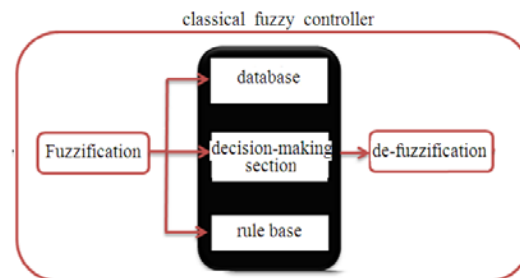 classical fuzzy controller
database
Fuzzification
decision-making
section
de-fuzzification
rule base